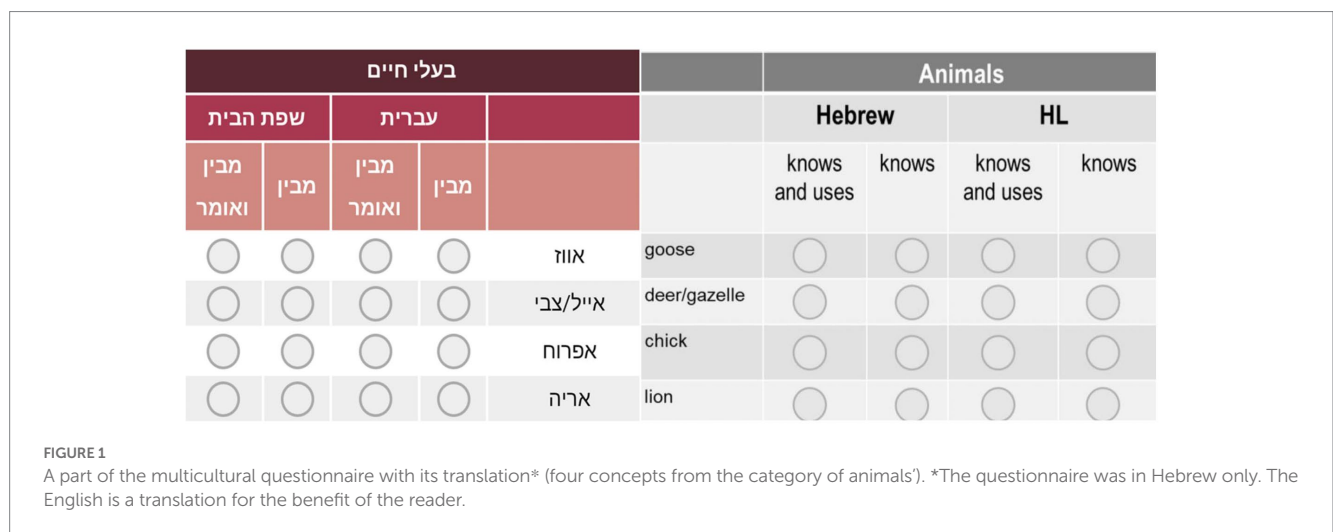 בעלי חיים
Animals
עברית
שפת הבית
Hebrew
HL
מבין
מבין ואומר
מבין
מבין ואומר
knows and uses
knows
knows and uses
knows
אווז
goose
אייל/צבי
deer/gazelle
אפרוח
chick
אריה
lion
FIGURE 1
A part of the multicultural questionnaire with its translation* (four concepts from the category of animals'). *The questionnaire was in Hebrew only. The
English is a translation for the benefit of the reader.